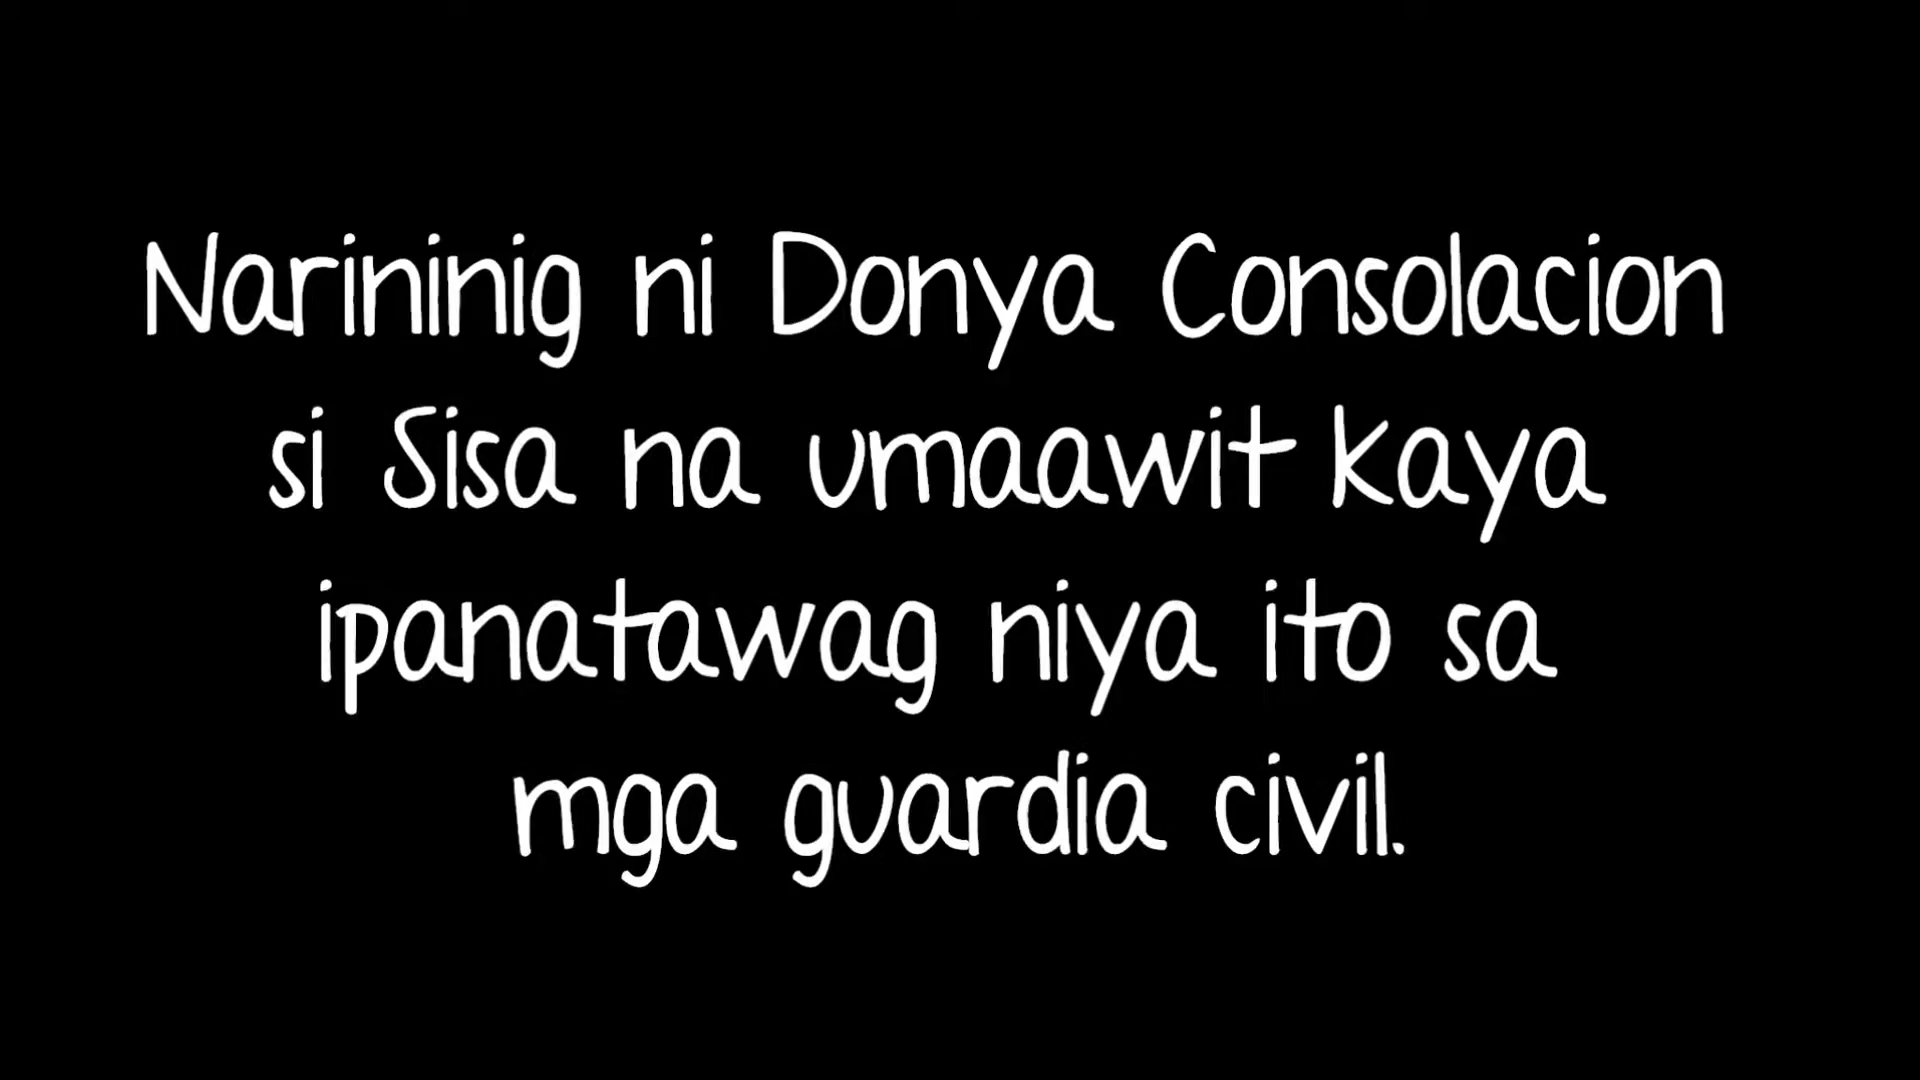 Narininig ni Donya Consolacion
si Sisa na umaawit kaya
ipanatawag niya ito sa
mga guardia civil.